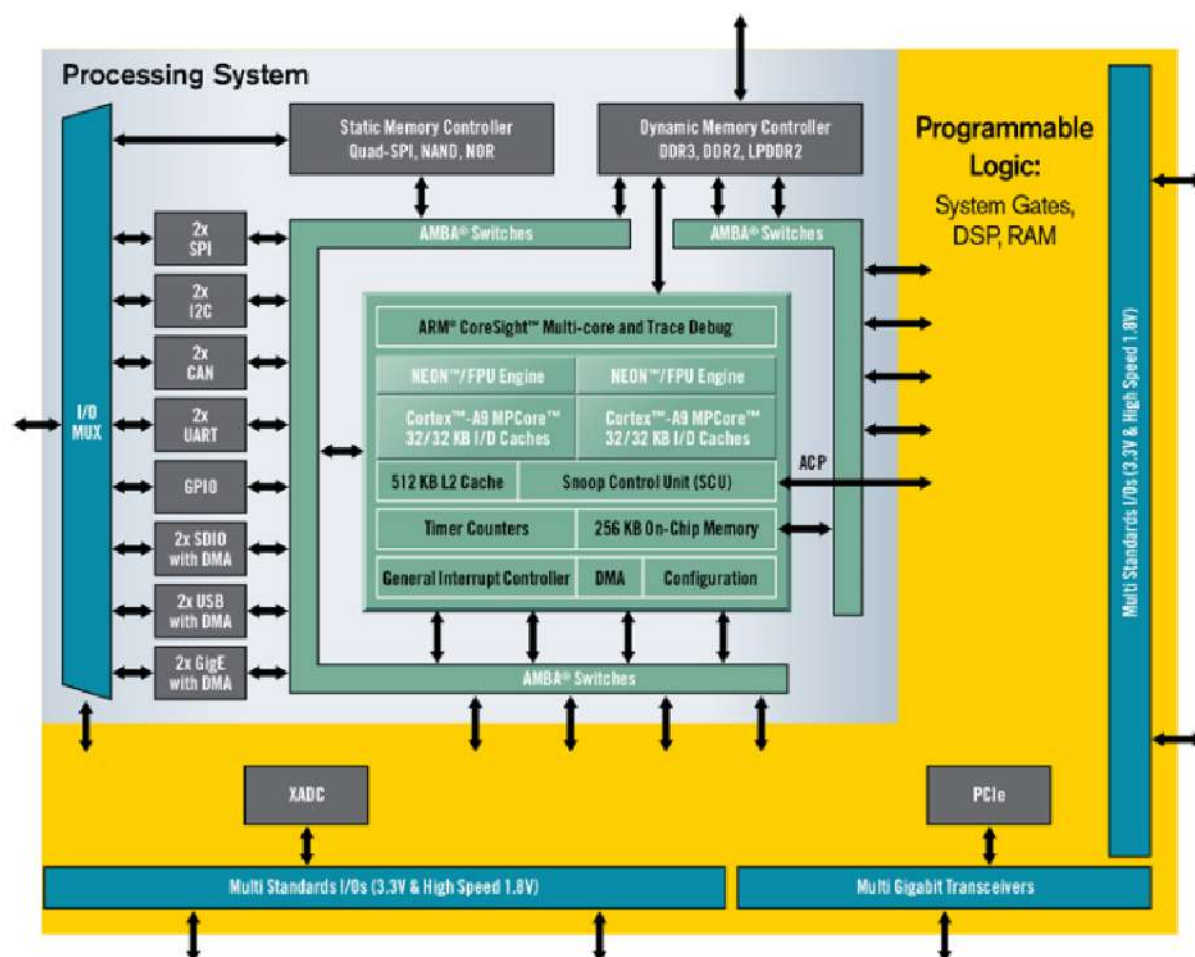 Processing System
Static Memory Controller
Quad-SPI, NAND, NOR
Dynamic Memory Controller
DDR3, DDR2, LPDDR2
Programmable
Logic:
System Gates,
DSP, RAM
AMBA® Switches
AMBA® Switches
2x
SPI
2x
I2C
2x
CAN
2x
UART
GPIO
2x SDIO
with DMA
2x USB
with DMA
2x GigE
with DMA
I/O
MUX
ARM® CoreSight™ Multi-core and Trace Debug
NEON™/FPU Engine
NEON™/FPU Engine
Cortex™-A9 MPCore™
32/32 KB I/D Caches
Cortex™-A9 MPCore™
32/32 KB I/D Caches
512 KB L2 Cache
Snoop Control Unit (SCU)
ACP
Timer Counters
256 KB On-Chip Memory
General Interrupt Controller
DMA
Configuration
AMBA® Switches
Multi Standards I/Os (3.3V & High Speed 1.8V)
XADC
PCIe
Multi Standards I/Os (3.3V & High Speed 1.8V)
Multi Gigabit Transceivers